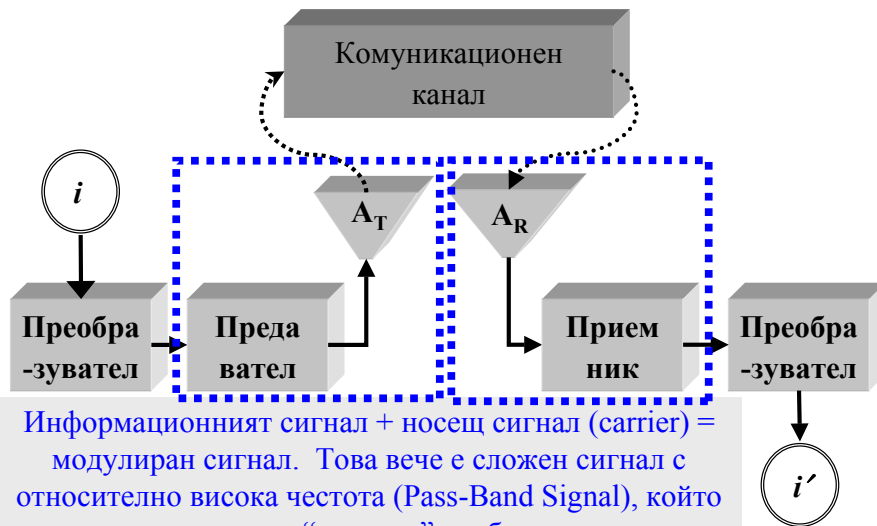 Комуникационен
канал
i
A_T
A_R
Преобра
-зувател
Преда
вател
Прием
ник
Преобра
-зувател
Информационният сигнал + носещ сигнал (carrier) =
модулиран сигнал. Това вече е сложен сигнал с
относително висока честота (Pass-Band Signal), който
i′